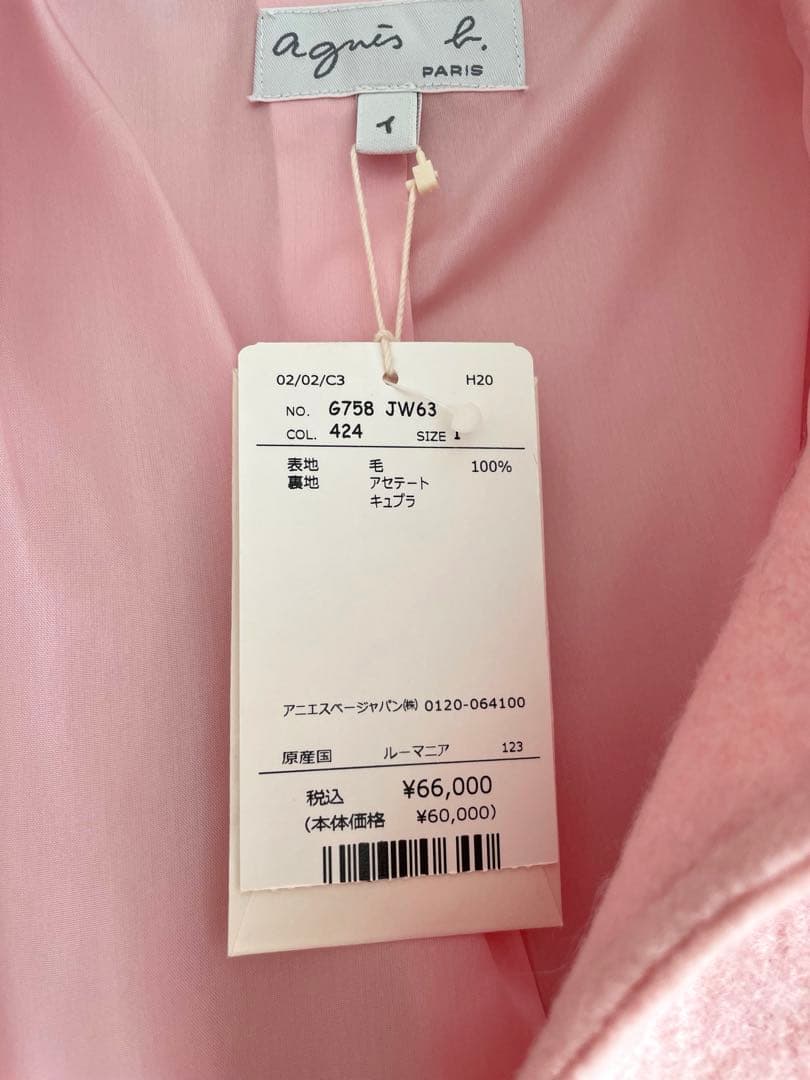 agnès b.
PARIS
1
02/02/C3 H20
NO. G758 JW63
COL. 424 SIZE 1
表地 毛 100%
裏地 アセテート
キュプラ
アニエスベージャパン㈱ 0120-064100
原産国 ルーマニア 123
税込 ¥66,000
(本体価格 ¥60,000)